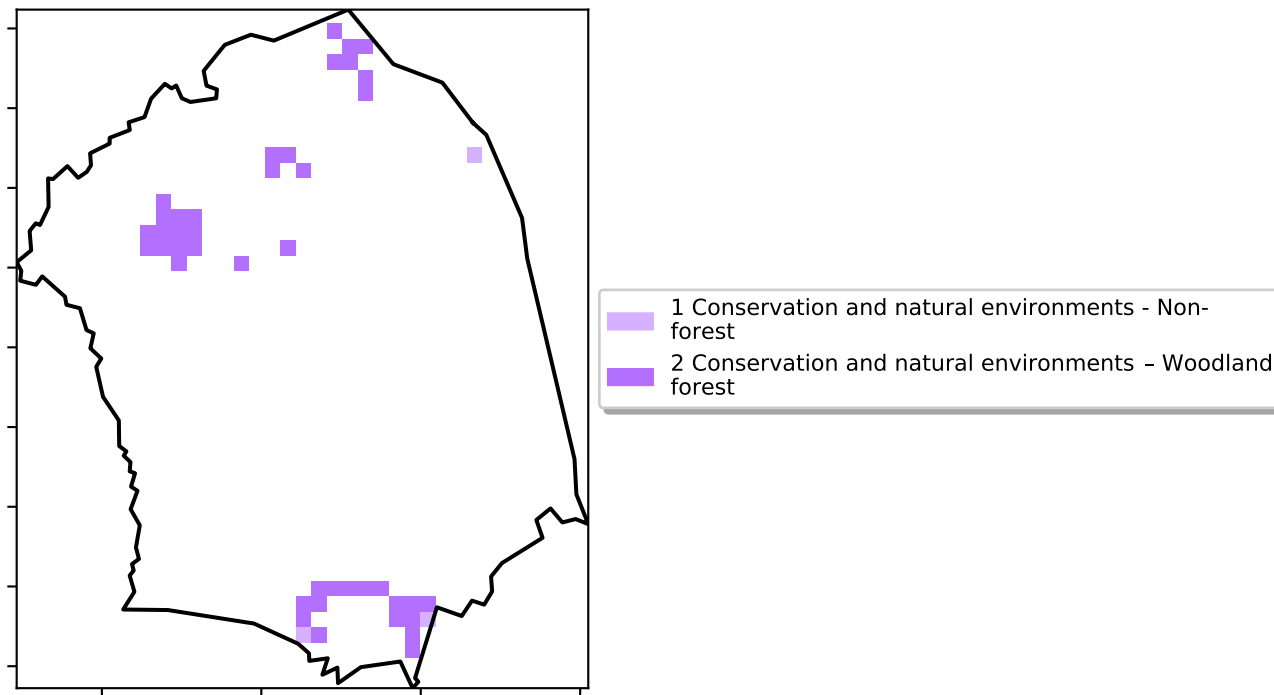 1 Conservation and natural environments - Non-
forest
2 Conservation and natural environments – Woodland
forest